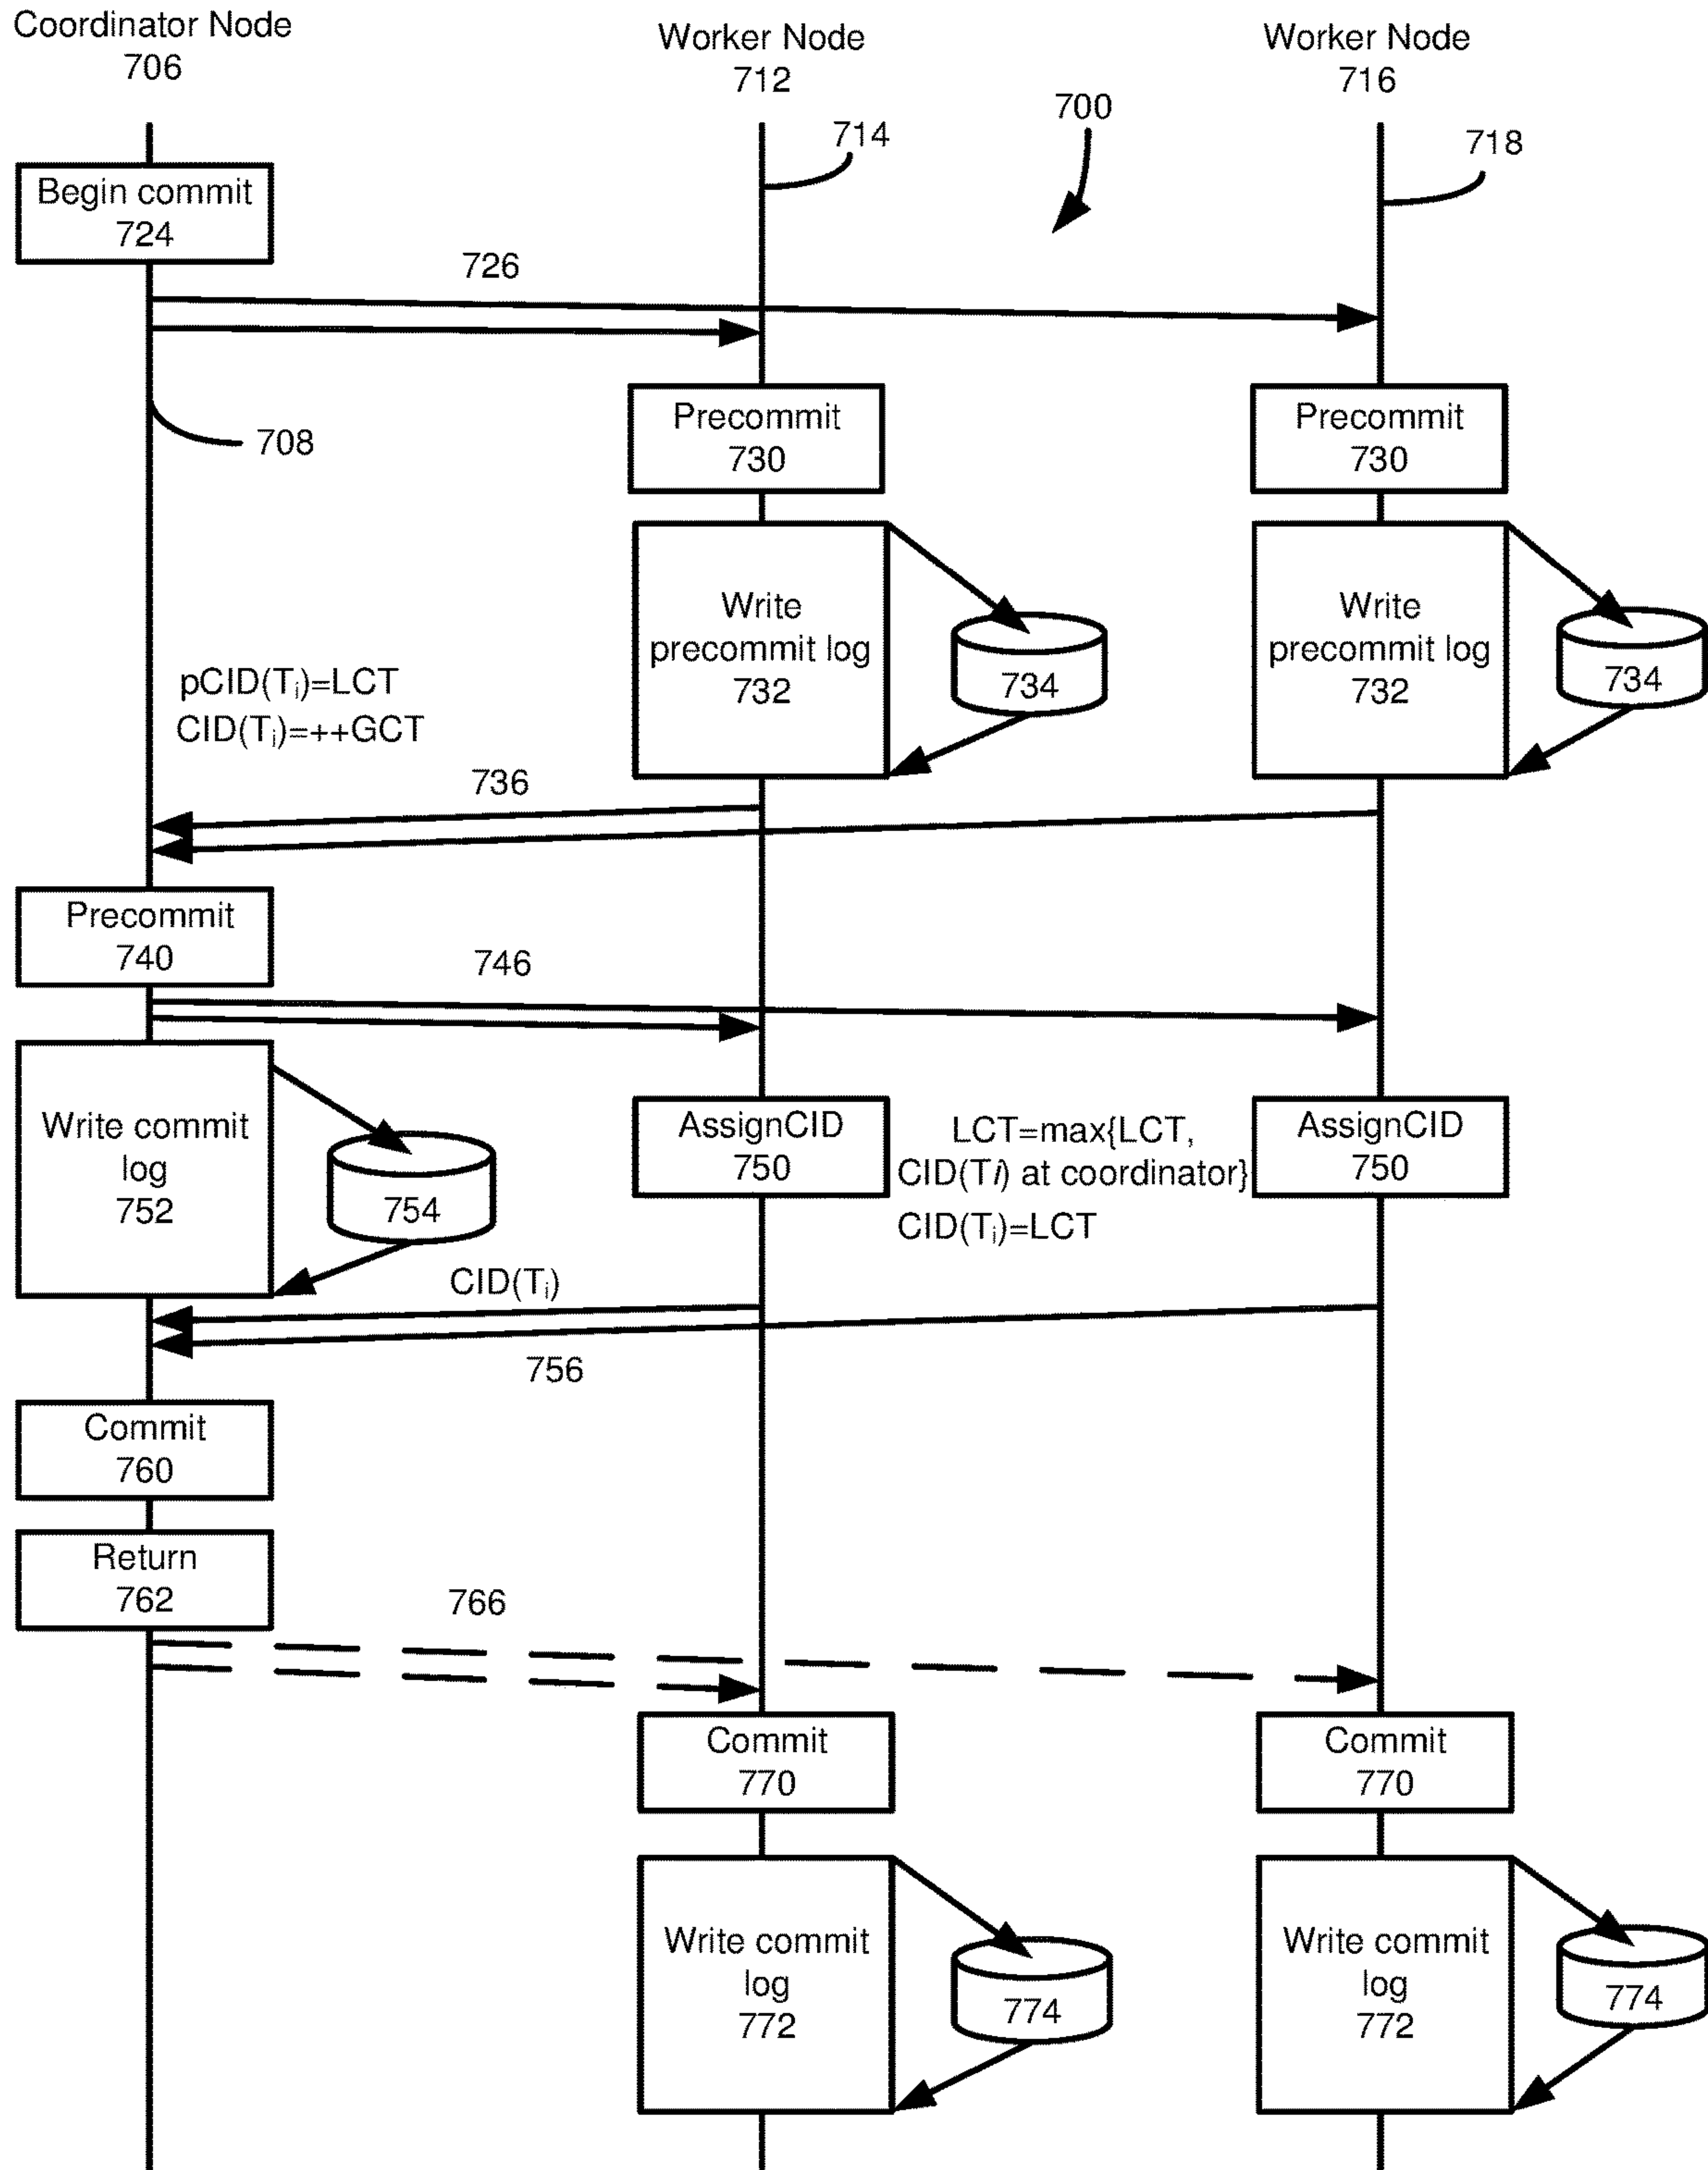 Coordinator Node
706
Worker Node
712
Worker Node
716
700
714
718
Begin commit
724
726
708
Precommit
730
Precommit
730
Write
precommit log
732
734
Write
precommit log
732
734
pCID(Tᵢ)=LCT
CID(Tᵢ)=++GCT
736
Precommit
740
746
Write commit
log
752
754
AssignCID
750
LCT=max{LCT,
CID(Ti) at coordinator}
CID(Tᵢ)=LCT
AssignCID
750
CID(Tᵢ)
756
Commit
760
Return
762
766
Commit
770
Commit
770
Write commit
log
772
774
Write commit
log
772
774